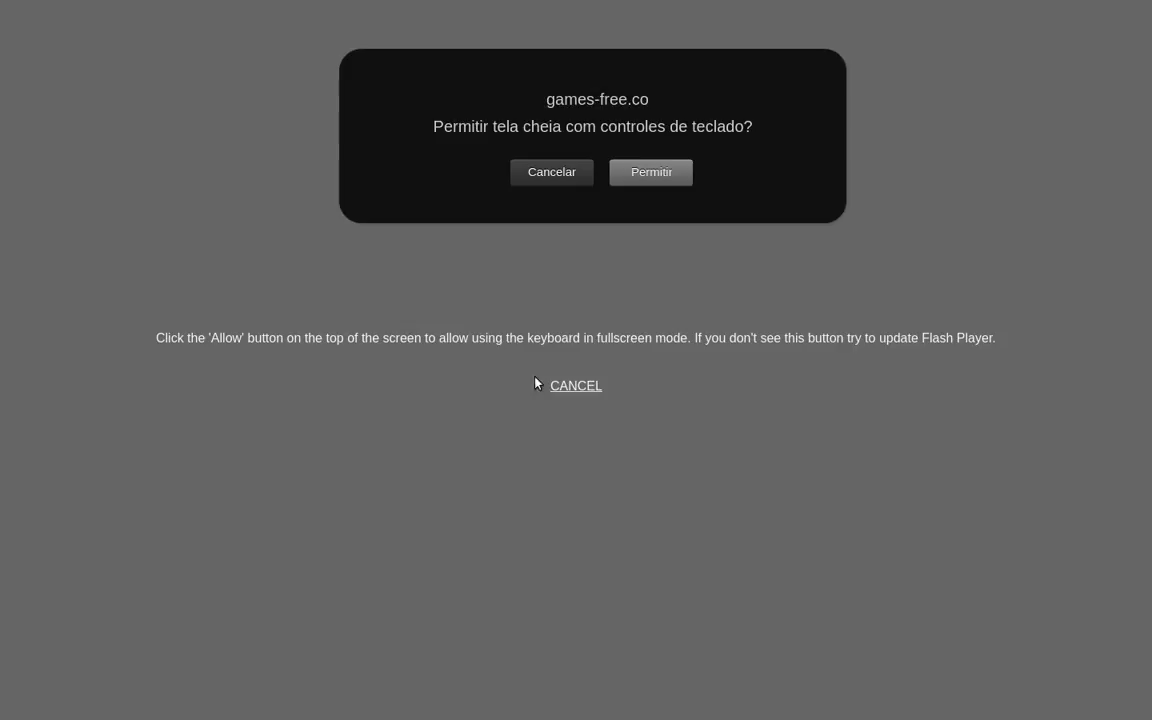 games-free.co
Permitir tela cheia com controles de teclado?
Cancelar Permitir
Click the 'Allow' button on the top of the screen to allow using the keyboard in fullscreen mode. If you don't see this button try to update Flash Player.
CANCEL